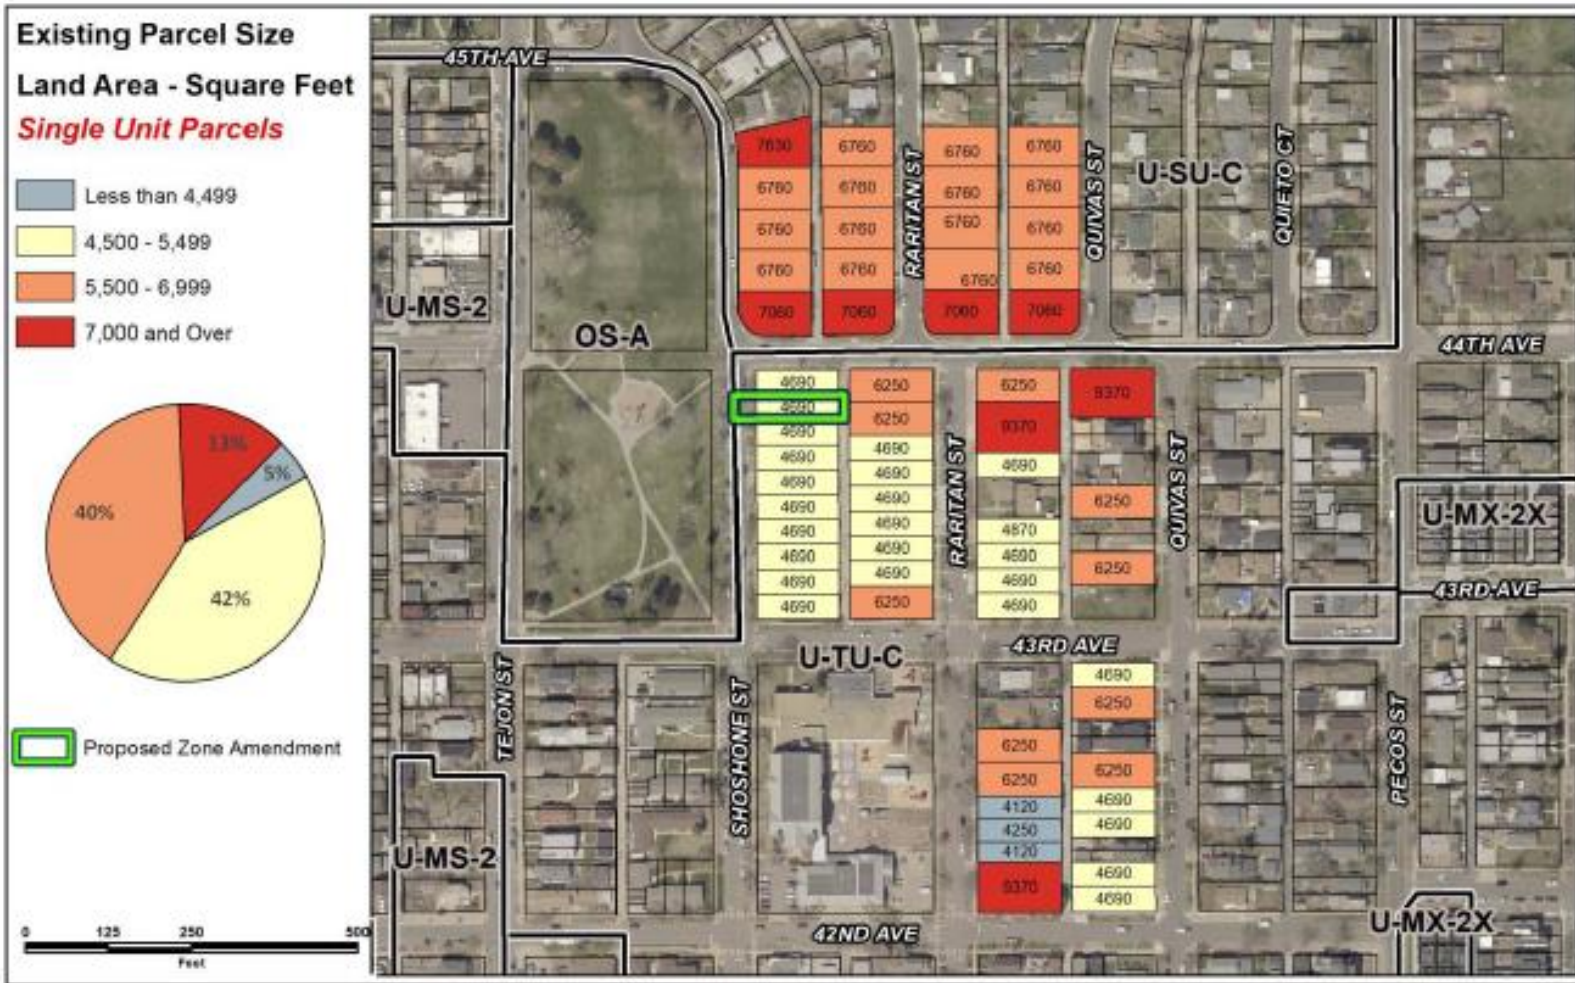 Existing Parcel Size
Land Area - Square Feet
Single Unit Parcels
Less than 4,499
4,500 - 5,499
5,500 - 6,999
7,000 and Over
13%
5%
40%
42%
Proposed Zone Amendment
0 125 250 500
Feet
45TH AVE
U-MS-2
OS-A
U-SU-C
RARITAN ST
QUIVAS ST
QUIETO CT
44TH AVE
7630 6760 6760 6760
6760 6760 6760 6760
6760 6760 6760 6760
6760 6760 6760 6760
7060 7060 7060 7060
4690
4690
4690
4690
4690
4690
4690
4690
4690
4690
6250
6250
4690
4690
4690
4690
4690
4690
6250
RARITAN ST
6250
9370
4690
4870
4690
4690
4690
9370
6250
6250
QUIVAS ST
U-MX-2X
43RD AVE
43RD AVE
U-TU-C
TEJON ST
SHOSHONE ST
PECOS ST
6250
6250
4120
4250
4120
9370
4690
6250
6250
4690
4690
4690
4690
U-MS-2
42ND AVE
U-MX-2X